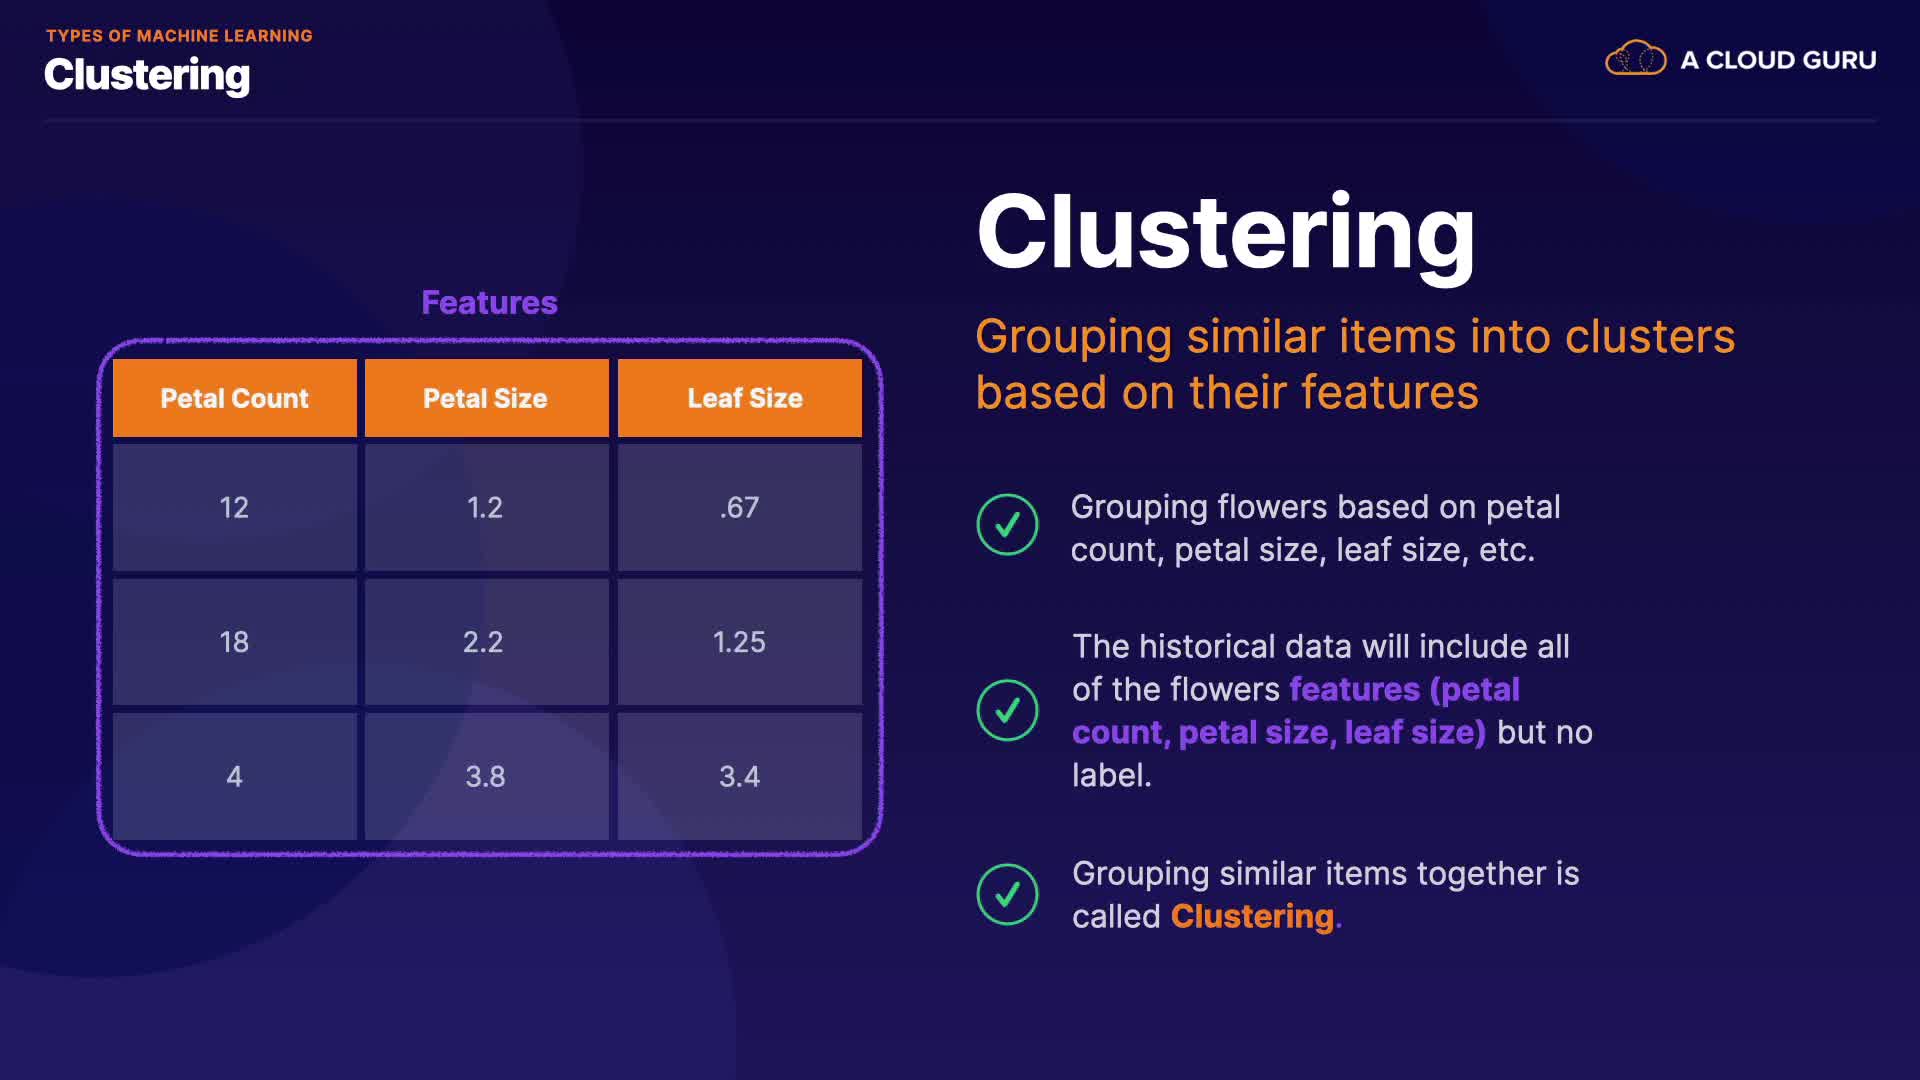 TYPES OF MACHINE LEARNING
Clustering
A CLOUD GURU
Features
Petal Count Petal Size Leaf Size
12 1.2 .67
18 2.2 1.25
4 3.8 3.4
Clustering
Grouping similar items into clusters
based on their features
Grouping flowers based on petal
count, petal size, leaf size, etc.
The historical data will include all
of the flowers features (petal
count, petal size, leaf size) but no
label.
Grouping similar items together is
called Clustering.